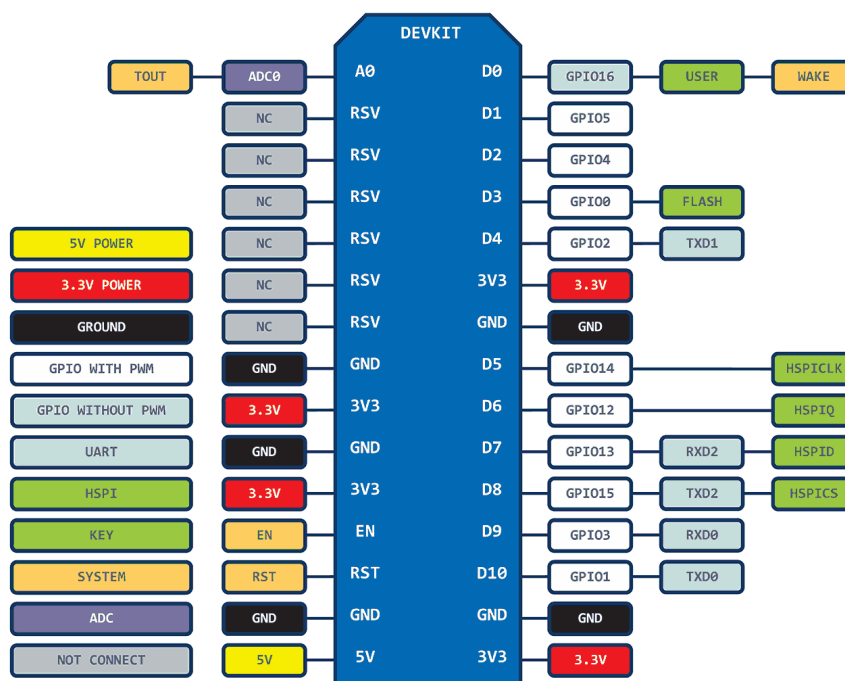 DEVKIT
TOUT ADC0 A0 D0 GPIO16 USER WAKE
NC RSV D1 GPIO5
NC RSV D2 GPIO4
NC RSV D3 GPIO0 FLASH
5V POWER NC RSV D4 GPIO2 TXD1
3.3V POWER NC RSV 3V3 3.3V
GROUND NC RSV GND GND
GPIO WITH PWM GND GND D5 GPIO14 HSPICLK
GPIO WITHOUT PWM 3.3V 3V3 D6 GPIO12 HSPIQ
UART GND GND D7 GPIO13 RXD2 HSPID
HSPI 3.3V 3V3 D8 GPIO15 TXD2 HSPICS
KEY EN EN D9 GPIO3 RXD0
SYSTEM RST RST D10 GPIO1 TXD0
ADC GND GND GND GND
NOT CONNECT 5V 5V 3V3 3.3V